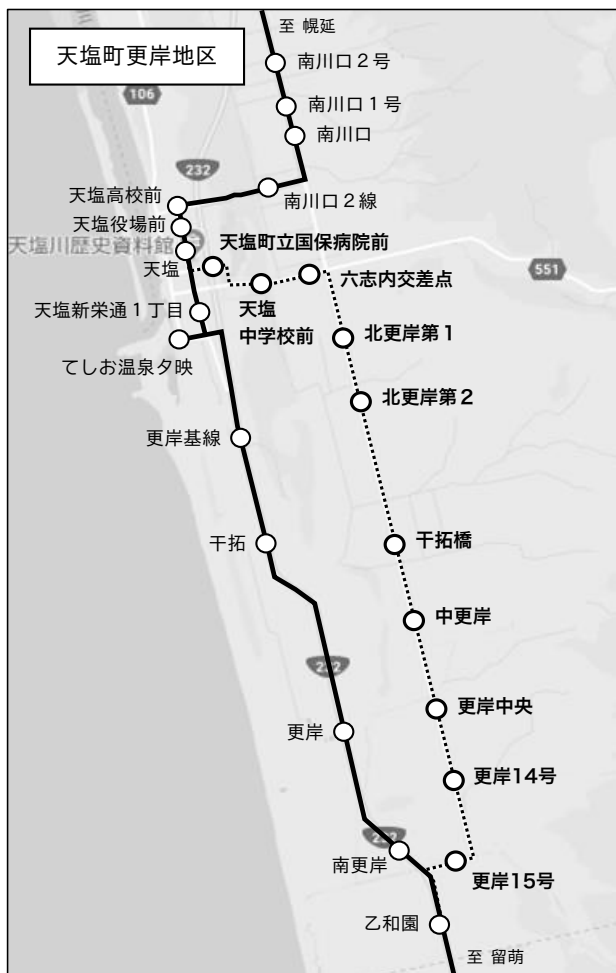 至 幌延
天塩町更岸地区
南川口2号
106
南川口1号
南川口
232
天塩高校前
南川口2線
天塩役場前
天塩町立国保病院前
天塩川歴史資料館
天塩
六志内交差点
551
天塩
中学校前
天塩新栄通1丁目
北更岸第1
てしお温泉夕映
北更岸第2
更岸基線
干拓
干拓橋
中更岸
232
更岸中央
更岸
更岸14号
232
南更岸
更岸15号
乙和園
至 留萌